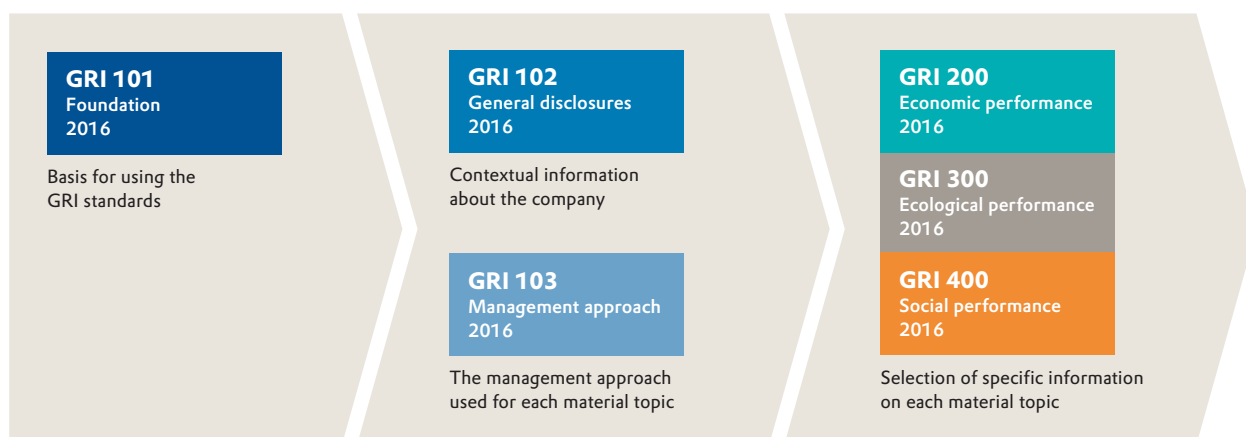 GRI 101
Foundation
2016
Basis for using the
GRI standards
GRI 102
General disclosures
2016
Contextual information
about the company
GRI 103
Management approach
2016
The management approach
used for each material topic
GRI 200
Economic performance
2016
GRI 300
Ecological performance
2016
GRI 400
Social performance
2016
Selection of specific information
on each material topic